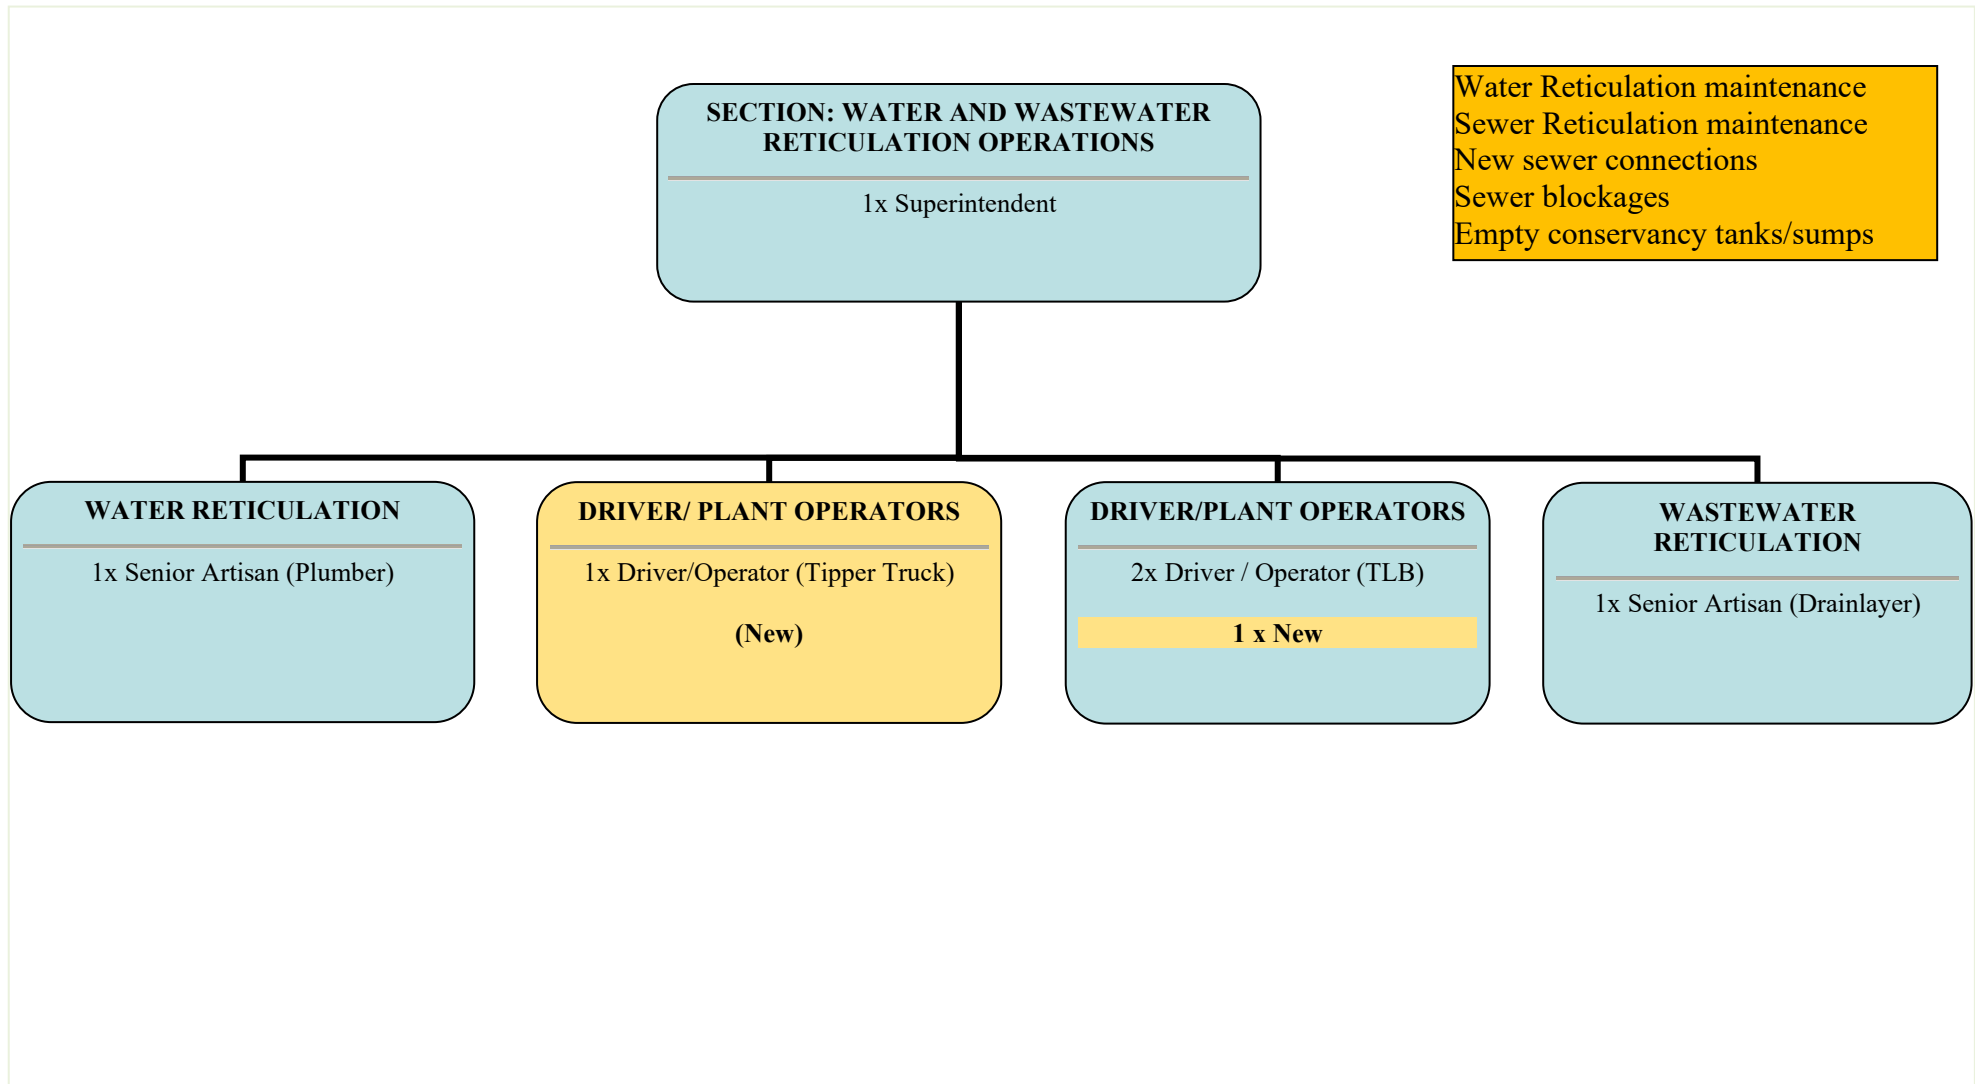 SECTION: WATER AND WASTEWATER
RETICULATION OPERATIONS
1x Superintendent
Water Reticulation maintenance
Sewer Reticulation maintenance
New sewer connections
Sewer blockages
Empty conservancy tanks/sumps
WATER RETICULATION
1x Senior Artisan (Plumber)
DRIVER/ PLANT OPERATORS
1x Driver/Operator (Tipper Truck)
(New)
DRIVER/PLANT OPERATORS
2x Driver / Operator (TLB)
1 x New
WASTEWATER
RETICULATION
1x Senior Artisan (Drainlayer)